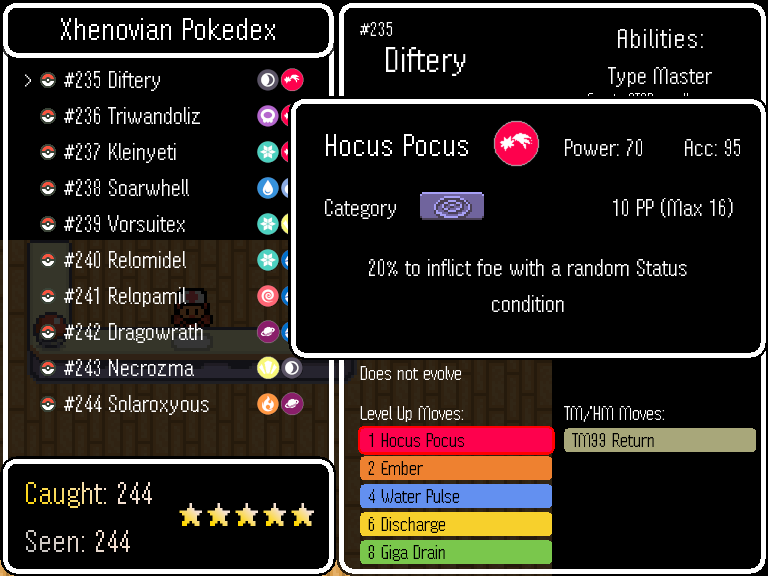 Xhenovian Pokedex
> #235 Diftery
#236 Triwandoliz
#237 Kleinyeti
#238 Soarwhell
#239 Vorsuitex
#240 Relomidel
#241 Relopamil
#242 Dragowrath
#243 Necrozma
#244 Solaroxyous
Caught: 244
Seen: 244
#235
Diftery
Abilities:
Type Master
Hocus Pocus
Power: 70
Acc: 95
Category
10 PP (Max 16)
20% to inflict foe with a random Status
condition
Does not evolve
Level Up Moves:
1 Hocus Pocus
2 Ember
4 Water Pulse
6 Discharge
8 Giga Drain
TM/HM Moves:
TM99 Return